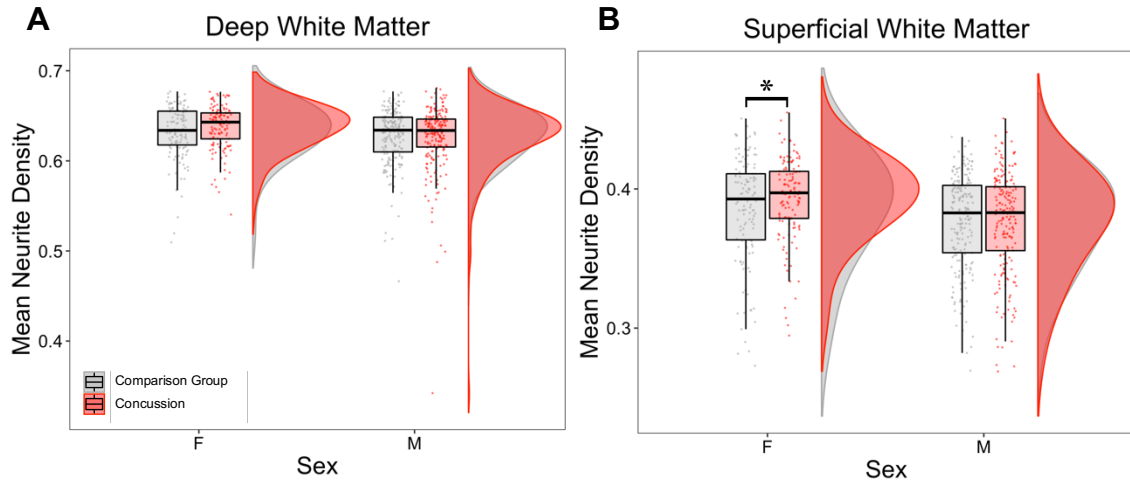 A
Deep White Matter
Mean Neurite Density
0.7
0.6
0.5
0.4
Comparison Group
Concussion
F
M
Sex
B
Superficial White Matter
Mean Neurite Density
0.4
0.3
*
F
M
Sex